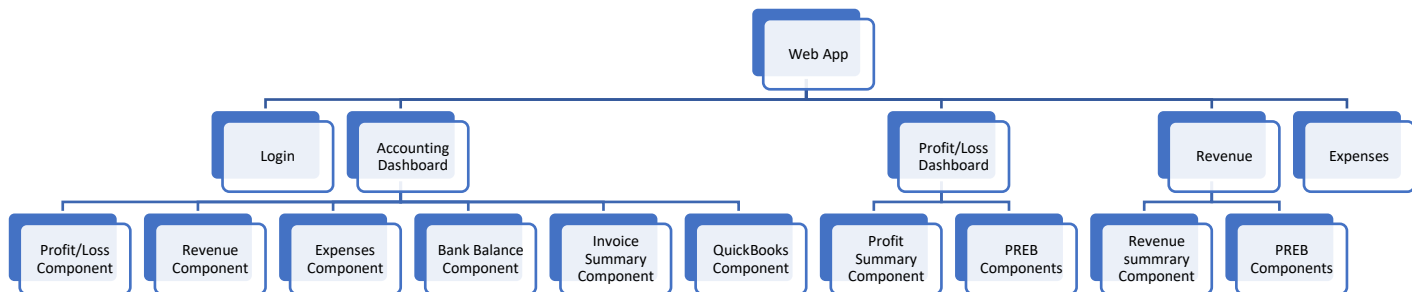 Web App
Login
Accounting
Dashboard
Profit/Loss
Dashboard
Revenue
Expenses
Profit/Loss
Component
Revenue
Component
Expenses
Component
Bank Balance
Component
Invoice
Summary
Component
QuickBooks
Component
Profit
Summary
Component
PREB
Components
Revenue
summrary
Component
PREB
Components